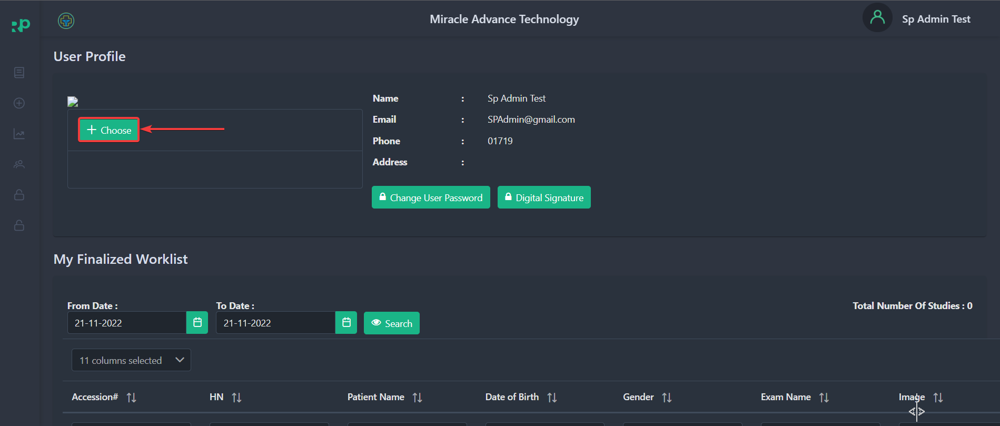 RP
Miracle Advance Technology
Sp Admin Test
User Profile
Choose
Name : Sp Admin Test
Email : SPAdmin@gmail.com
Phone : 01719
Address :
Change User Password
Digital Signature
My Finalized Worklist
From Date :
To Date :
Total Number Of Studies : 0
21-11-2022
21-11-2022
Search
11 columns selected
Accession# HN Patient Name Date of Birth Gender Exam Name Image